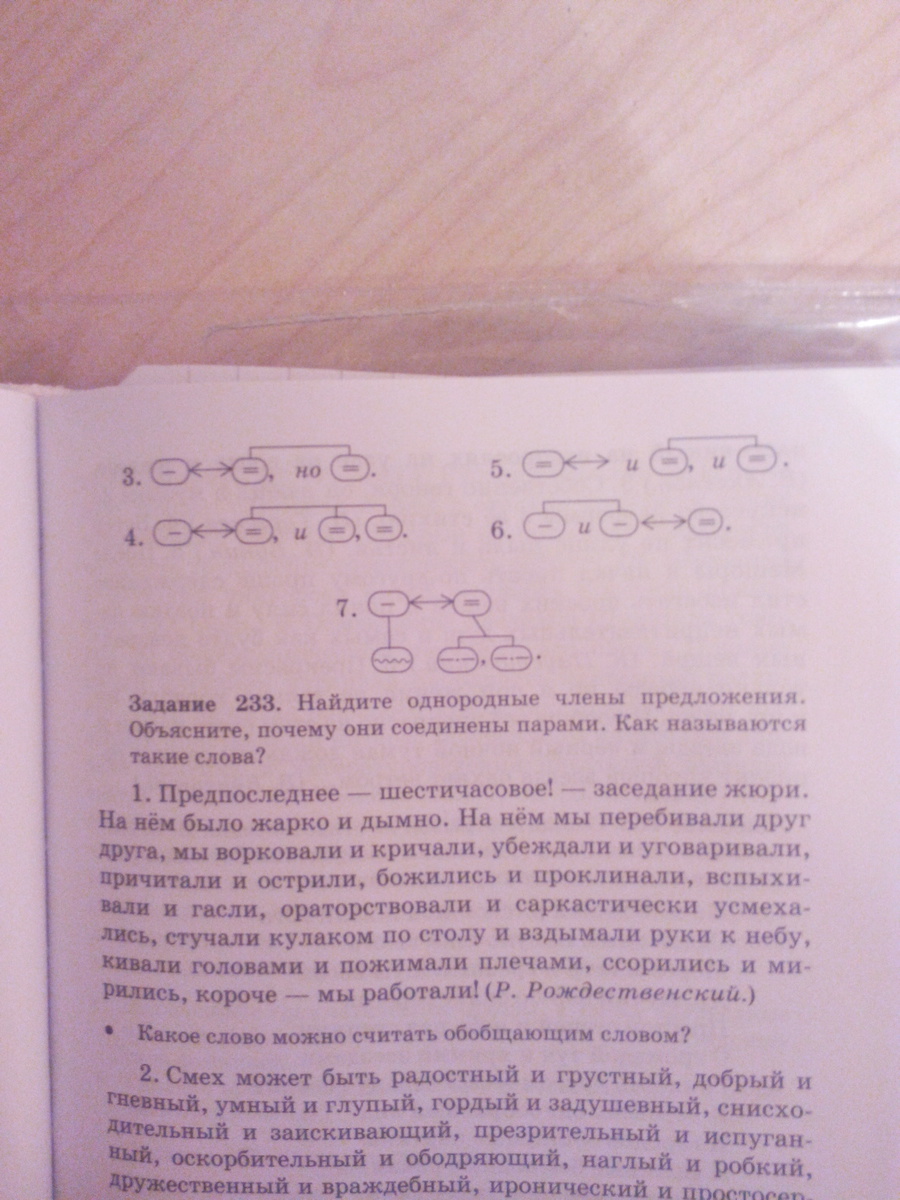 3. – ↔ =, но =.
4. – ↔ =, и =, =.
5. = ↔ и =, и =.
6. – и – ↔ =.
7. – ↔ =
Задание 233. Найдите однородные члены предложения.
Объясните, почему они соединены парами. Как называются
такие слова?
1. Предпоследнее — шестичасовое! — заседание жюри.
На нём было жарко и дымно. На нём мы перебивали друг
друга, мы ворковали и кричали, убеждали и уговаривали,
причитали и острили, божились и проклинали, вспыхи-
вали и гасли, ораторствовали и саркастически усмеха-
лись, стучали кулаком по столу и вздымали руки к небу,
кивали головами и пожимали плечами, ссорились и ми-
рились, короче — мы работали! (Р. Рождественский.)
• Какое слово можно считать обобщающим словом?
2. Смех может быть радостный и грустный, добрый и
гневный, умный и глупый, гордый и задушевный, снисхо-
дительный и заискивающий, презрительный и испуган-
ный, оскорбительный и ободряющий, наглый и робкий,
дружественный и враждебный, иронический и простосер-